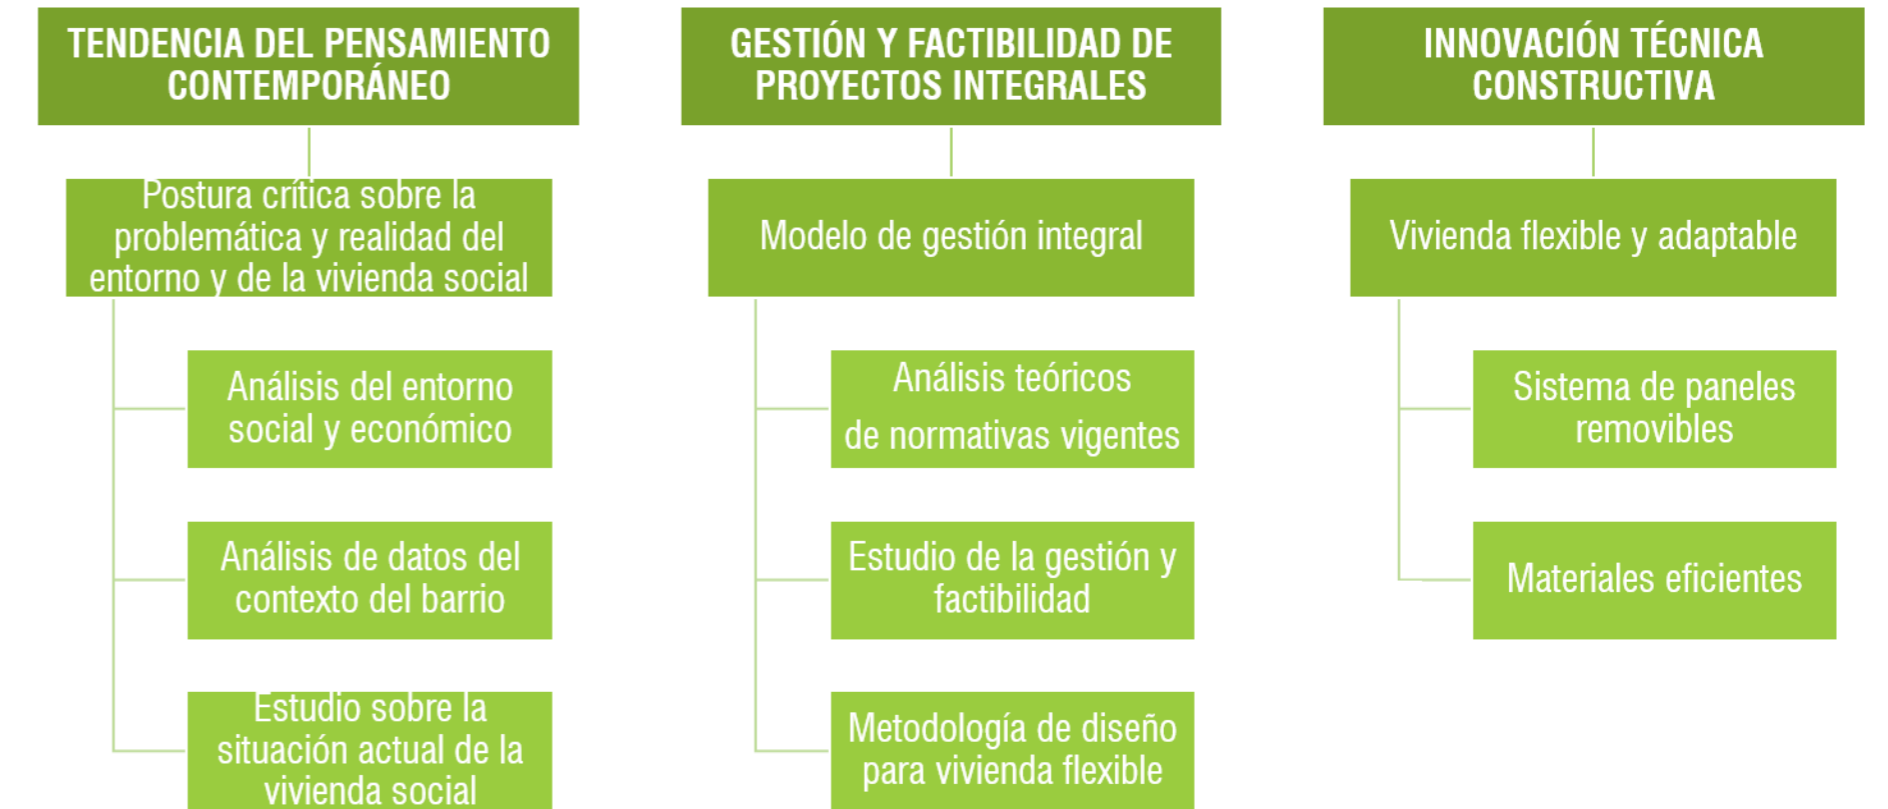 TENDENCIA DEL PENSAMIENTO
CONTEMPORÁNEO
Postura crítica sobre la
problemática y realidad del
entorno y de la vivienda social
Análisis del entorno
social y económico
Análisis de datos del
contexto del barrio
Estudio sobre la
situación actual de la
vivienda social
GESTIÓN Y FACTIBILIDAD DE
PROYECTOS INTEGRALES
Modelo de gestión integral
Análisis teóricos
de normativas vigentes
Estudio de la gestión y
factibilidad
Metodología de diseño
para vivienda flexible
INNOVACIÓN TÉCNICA
CONSTRUCTIVA
Vivienda flexible y adaptable
Sistema de paneles
removibles
Materiales eficientes